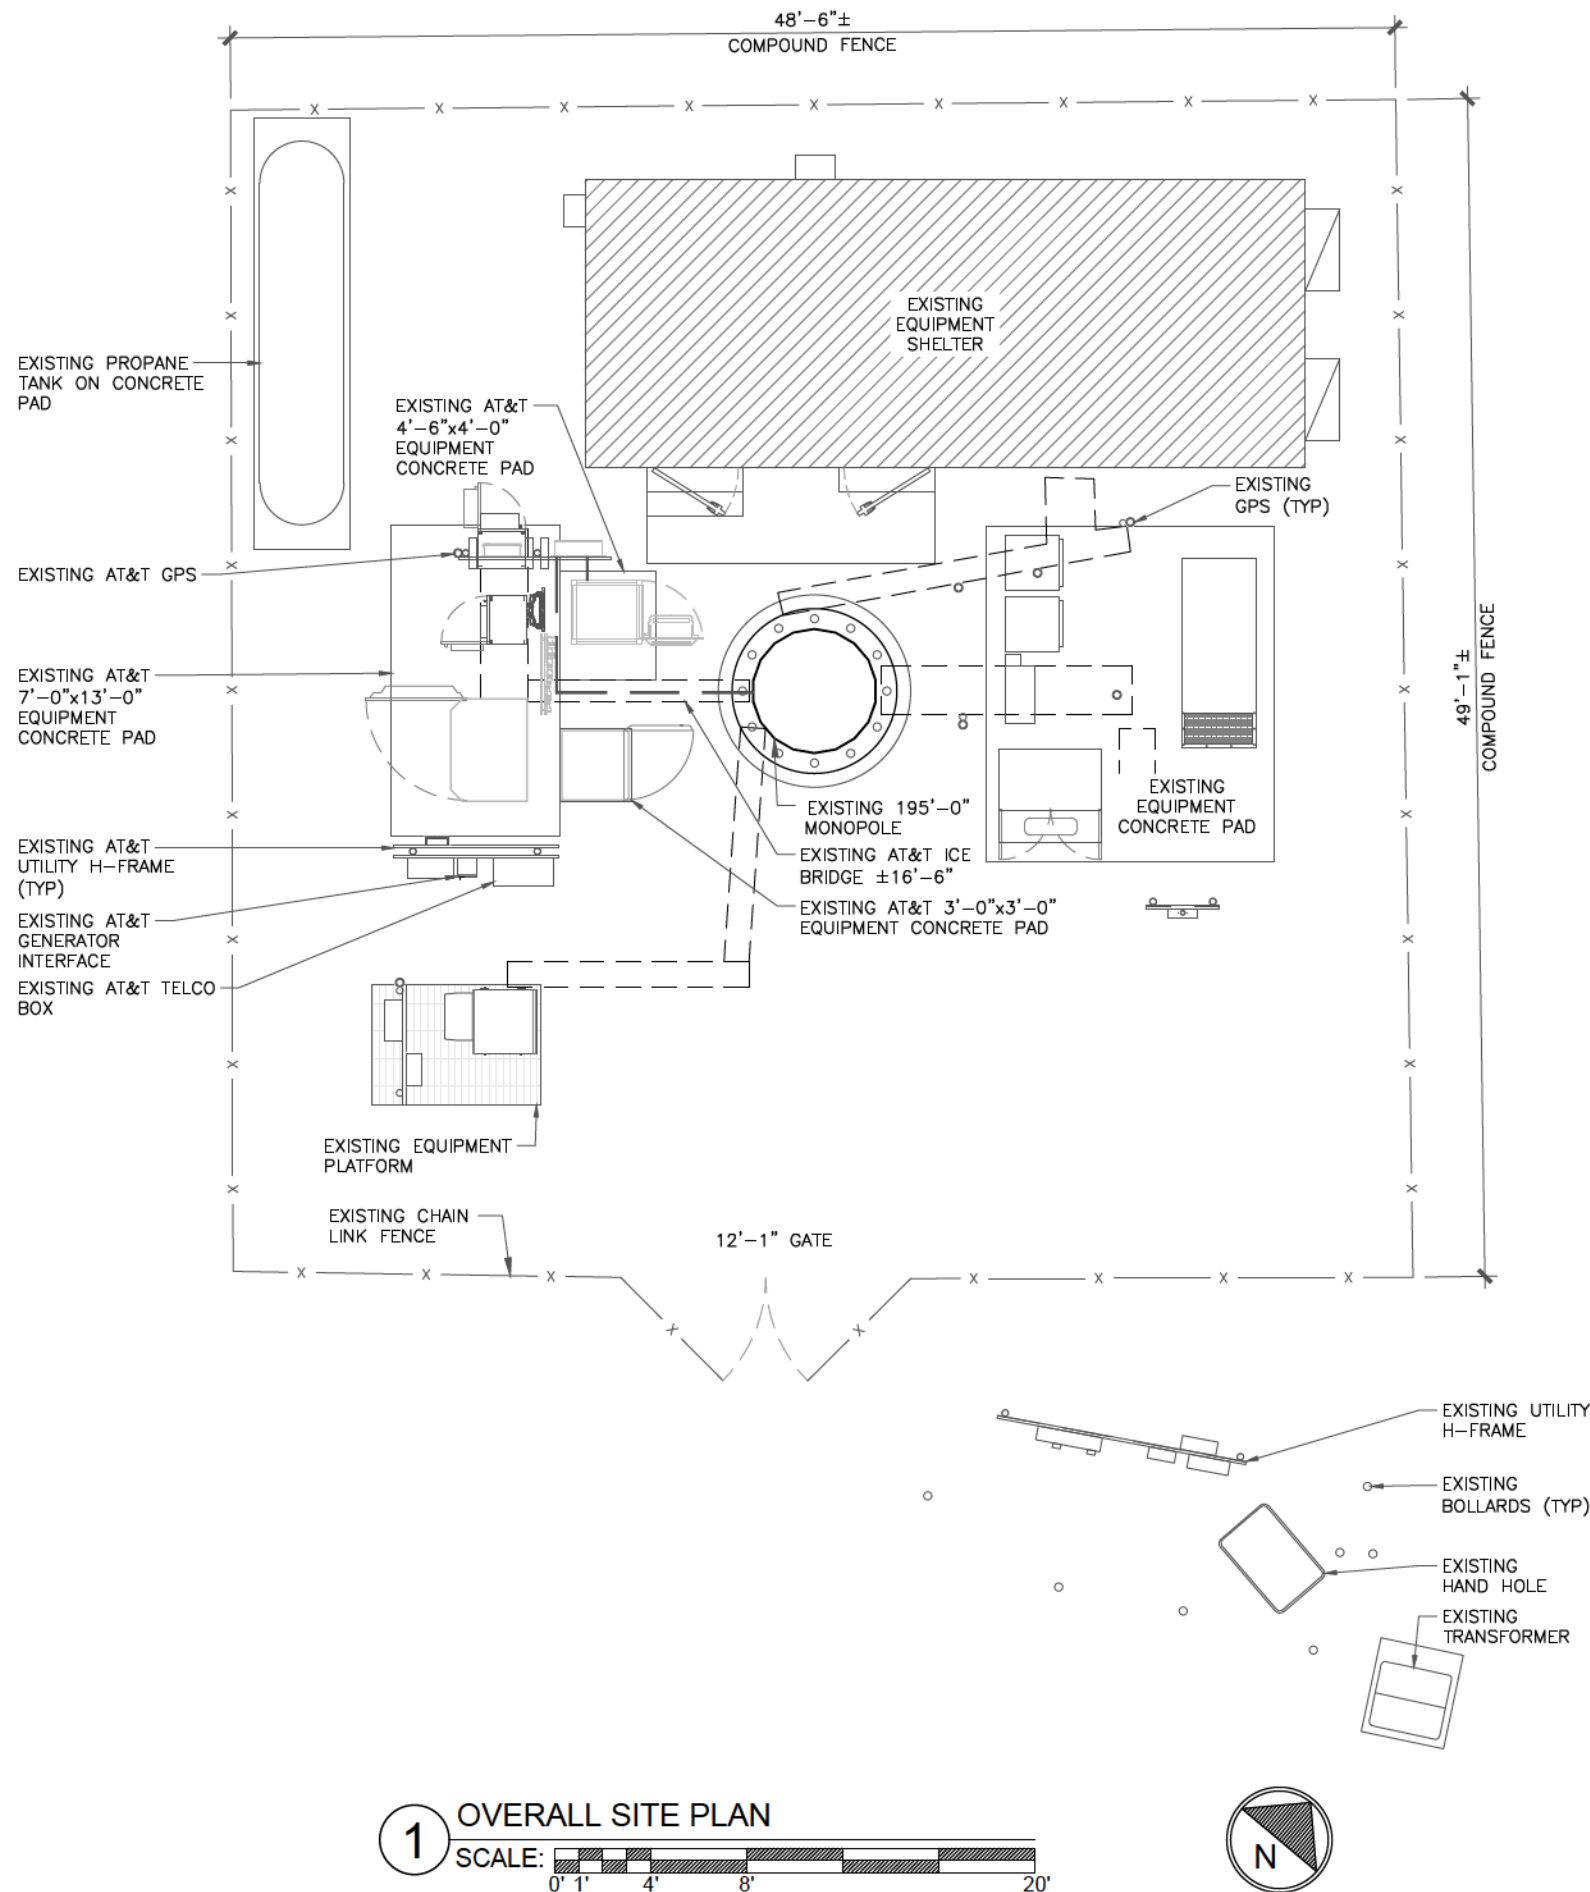 48'-6"±
COMPOUND FENCE
EXISTING
EQUIPMENT
SHELTER
EXISTING PROPANE
TANK ON CONCRETE
PAD
EXISTING AT&T
4'-6"x4'-0"
EQUIPMENT
CONCRETE PAD
EXISTING
GPS (TYP)
EXISTING AT&T GPS
49'-1"±
COMPOUND FENCE
EXISTING AT&T
7'-0"x13'-0"
EQUIPMENT
CONCRETE PAD
EXISTING
EQUIPMENT
CONCRETE PAD
EXISTING 195'-0"
MONOPOLE
EXISTING AT&T ICE
BRIDGE ±16'-6"
EXISTING AT&T 3'-0"x3'-0"
EQUIPMENT CONCRETE PAD
EXISTING AT&T
UTILITY H-FRAME
(TYP)
EXISTING AT&T
GENERATOR
INTERFACE
EXISTING AT&T TELCO
BOX
EXISTING EQUIPMENT
PLATFORM
EXISTING CHAIN
LINK FENCE
12'-1" GATE
EXISTING UTILITY
H-FRAME
EXISTING
BOLLARDS (TYP)
EXISTING
HAND HOLE
EXISTING
TRANSFORMER
1
OVERALL SITE PLAN
SCALE:
0' 1' 4' 8' 20'
N